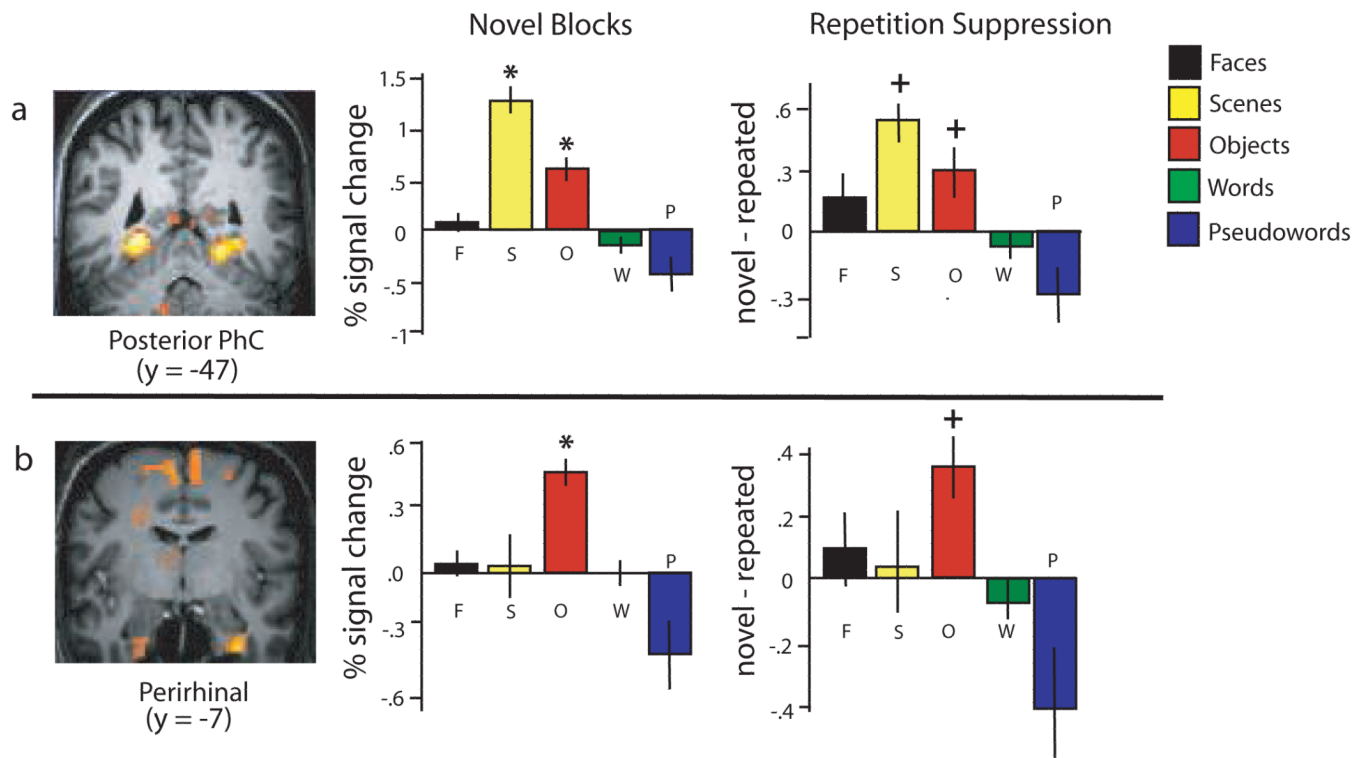 Novel Blocks
Repetition Suppression
Faces
Scenes
Objects
Words
Pseudowords
a
Posterior PhC
(y = -47)
% signal change
1.5
1
.5
0
-.5
-1
*
*
F
S
O
W
P
novel - repeated
.6
.3
0
-.3
+
+
F
S
O
W
P
b
Perirhinal
(y = -7)
% signal change
.6
.3
.0
-.3
-.6
*
F
S
O
W
P
novel - repeated
.4
.2
0
-.2
-.4
+
F
S
O
W
P